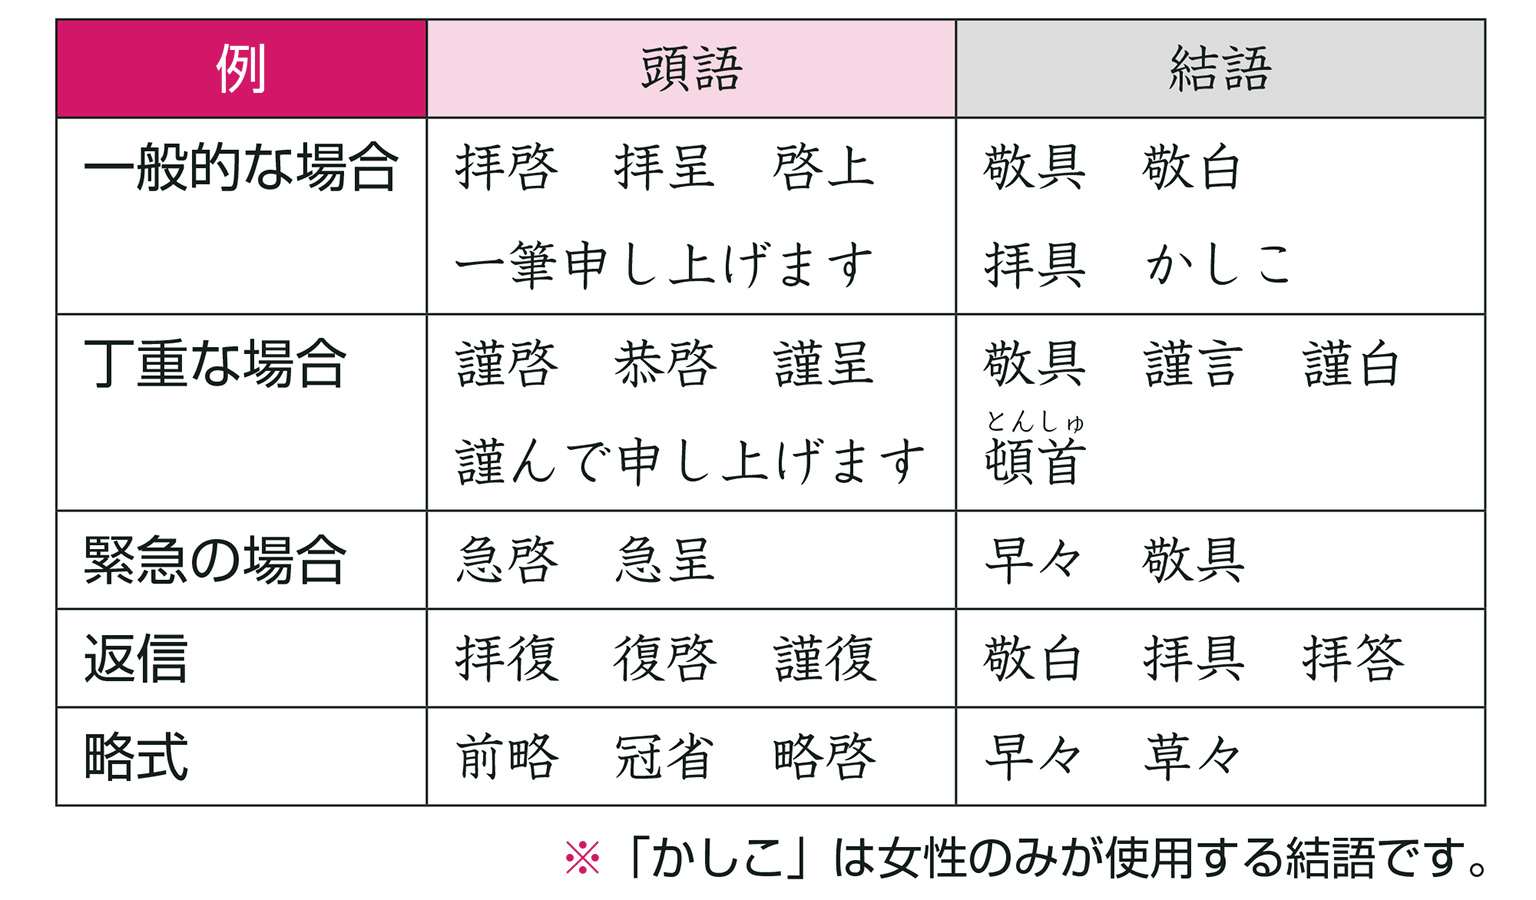 例 頭語 結語
一般的な場合 拝啓 拝呈 啓上 敬具 敬白
一筆申し上げます 拝具 かしこ
丁重な場合 謹啓 恭啓 謹呈 敬具 謹言 謹白
とんしゅ
謹んで申し上げます 頓首
緊急の場合 急啓 急呈 早々 敬具
返信 拝復 復啓 謹復 敬白 拝具 拝答
略式 前略 冠省 略啓 早々 草々
※「かしこ」は女性のみが使用する結語です。